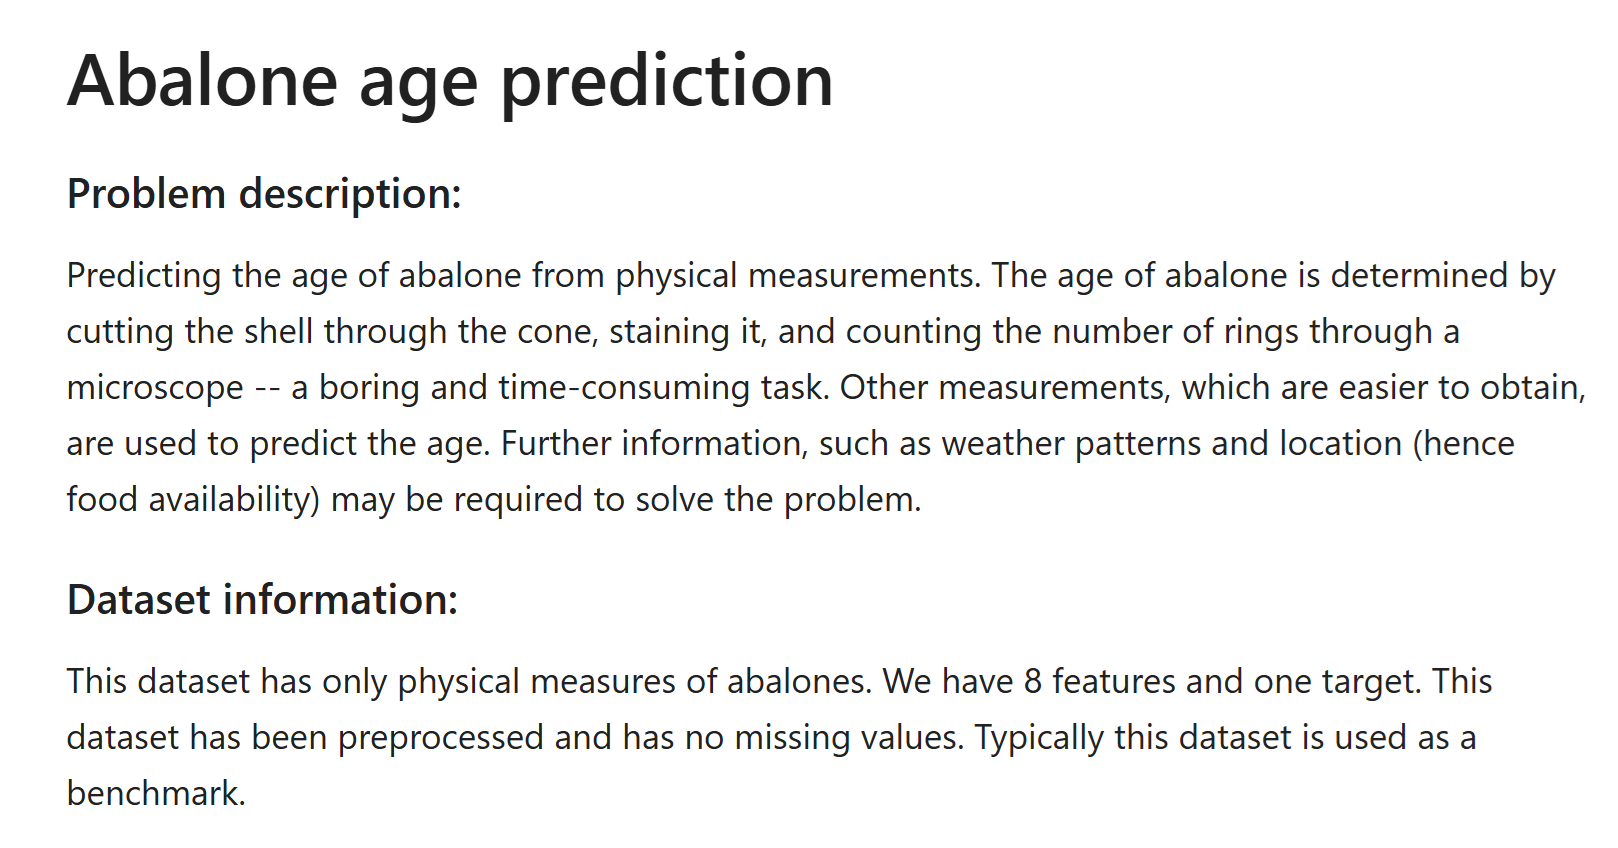 Abalone age prediction
Problem description:
Predicting the age of abalone from physical measurements. The age of abalone is determined by
cutting the shell through the cone, staining it, and counting the number of rings through a
microscope -- a boring and time-consuming task. Other measurements, which are easier to obtain,
are used to predict the age. Further information, such as weather patterns and location (hence
food availability) may be required to solve the problem.
Dataset information:
This dataset has only physical measures of abalones. We have 8 features and one target. This
dataset has been preprocessed and has no missing values. Typically this dataset is used as a
benchmark.